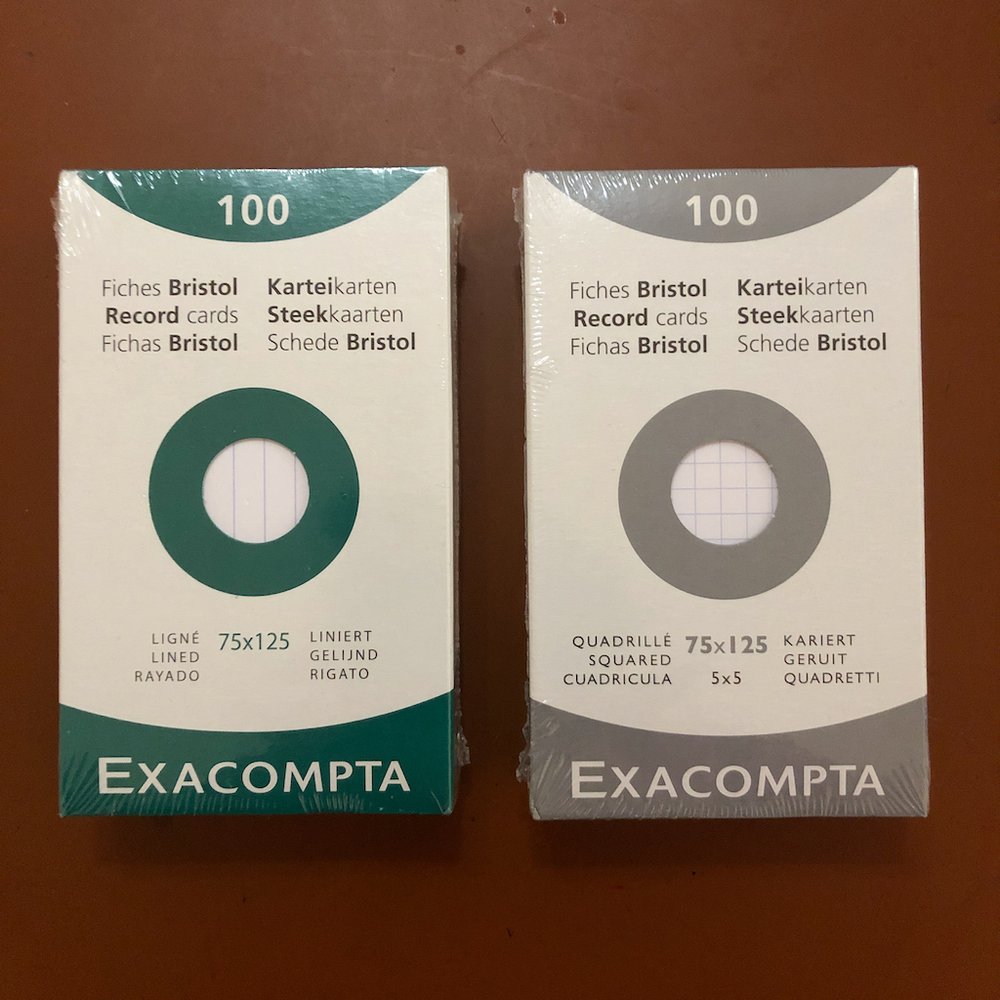 100
Fiches Bristol
Record cards
Fichas Bristol
Karteikarten
Steekkaarten
Schede Bristol
LIGNÉ
LINED
RAYADO
75x125
LINIERT
GELIJND
RIGATO
EXACOMPTA
100
Fiches Bristol
Record cards
Fichas Bristol
Karteikarten
Steekkaarten
Schede Bristol
QUADRILLÉ
SQUARED
CUADRICULA
75x125
5x5
KARIERT
GERUIT
QUADRETTI
EXACOMPTA